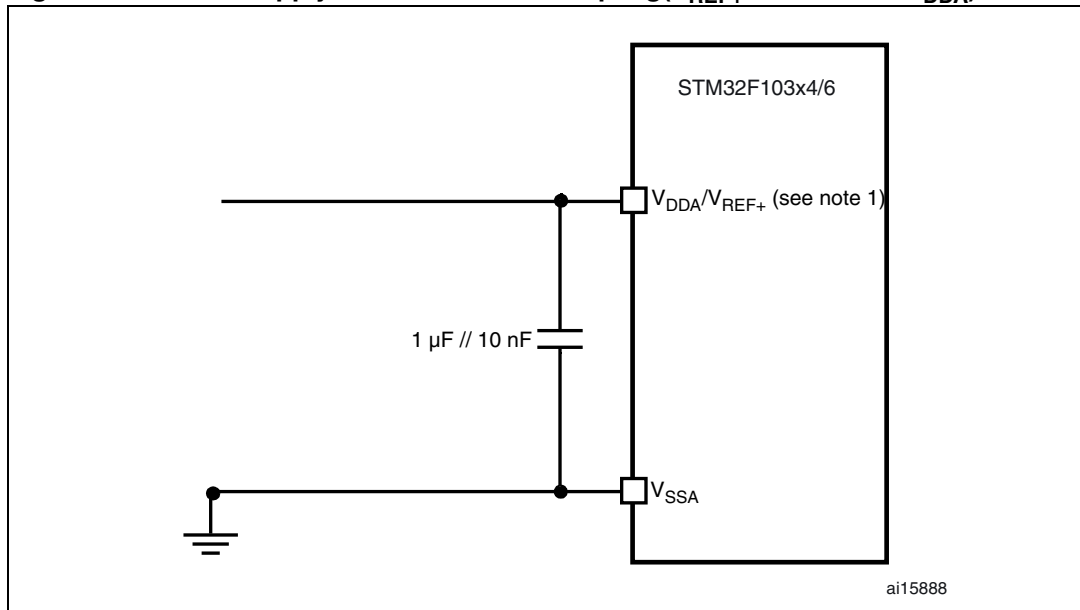 STM32F103x4/6
VDDA/VREF+ (see note 1)
1 µF // 10 nF
VSSA
ai15888